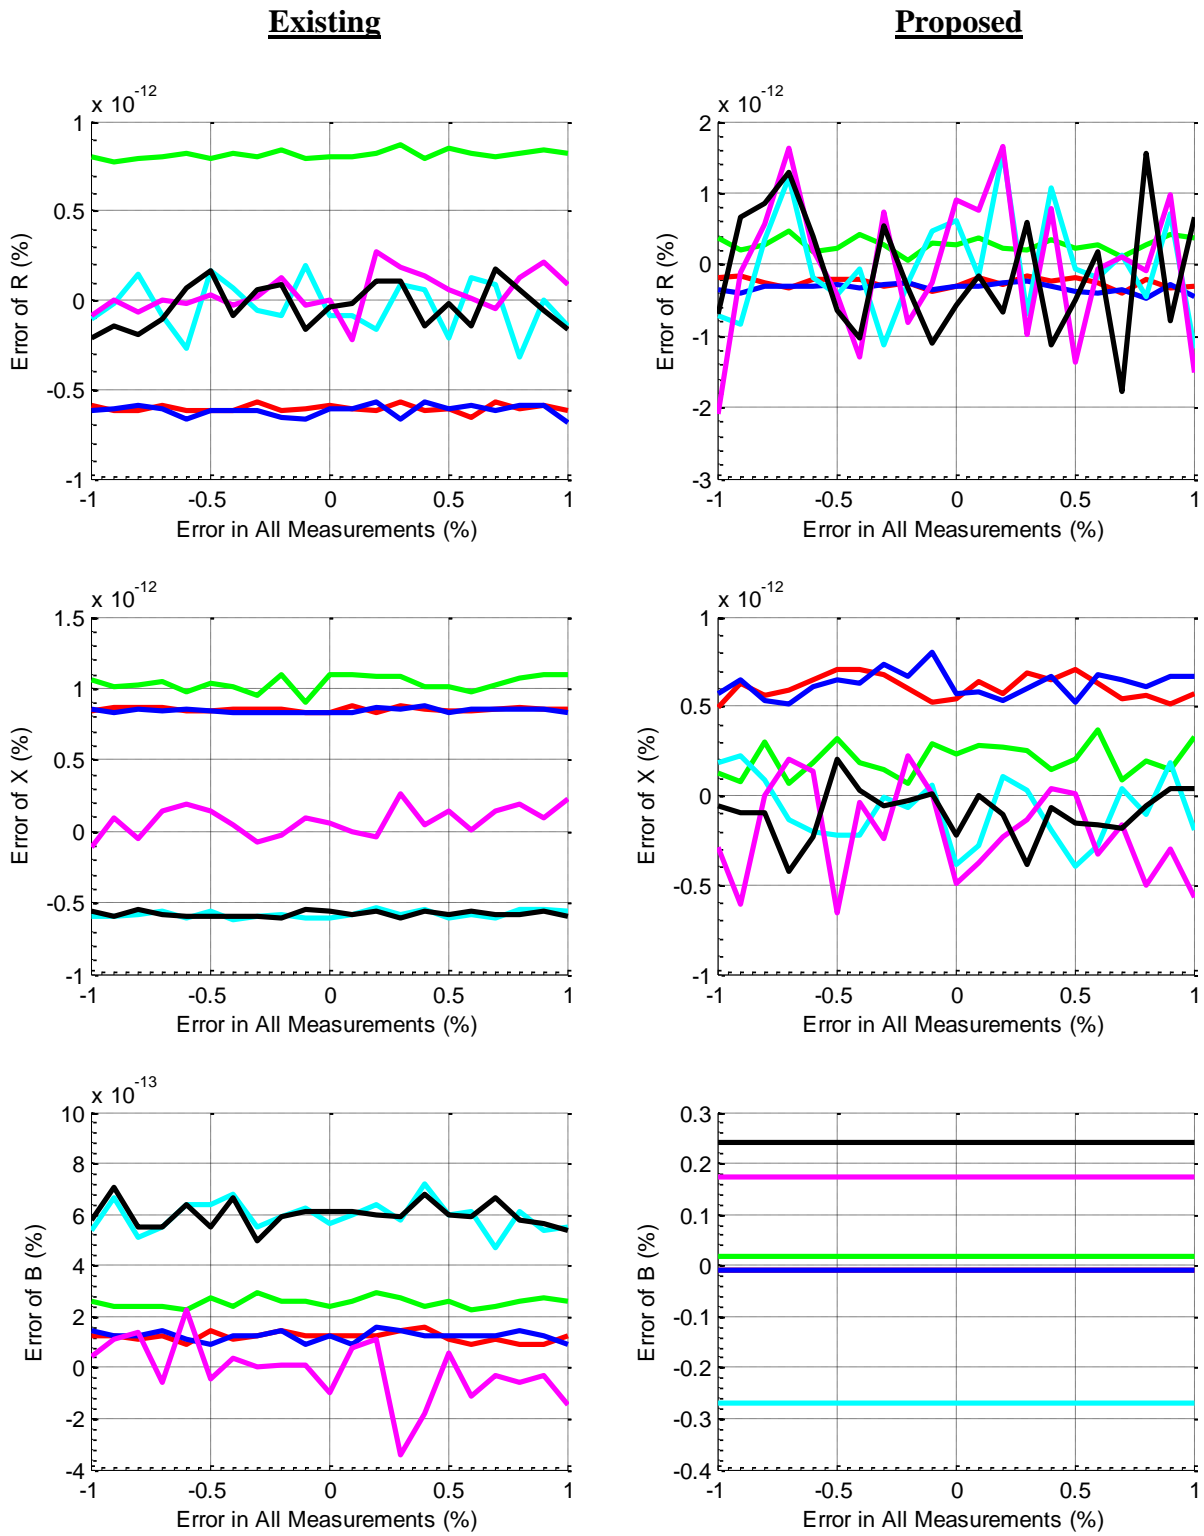 Existing
Proposed
x 10^-12
1
0.5
0
-0.5
-1
-1 -0.5 0 0.5 1
Error in All Measurements (%)
Error of R (%)
x 10^-12
2
1
0
-1
-2
-3
-1 -0.5 0 0.5 1
Error in All Measurements (%)
Error of R (%)
x 10^-12
1.5
1
0.5
0
-0.5
-1
-1 -0.5 0 0.5 1
Error in All Measurements (%)
Error of X (%)
x 10^-12
1
0.5
0
-0.5
-1
-1 -0.5 0 0.5 1
Error in All Measurements (%)
Error of X (%)
x 10^-13
10
8
6
4
2
0
-2
-4
-1 -0.5 0 0.5 1
Error in All Measurements (%)
Error of B (%)
0.3
0.2
0.1
0
-0.1
-0.2
-0.3
-0.4
-1 -0.5 0 0.5 1
Error in All Measurements (%)
Error of B (%)